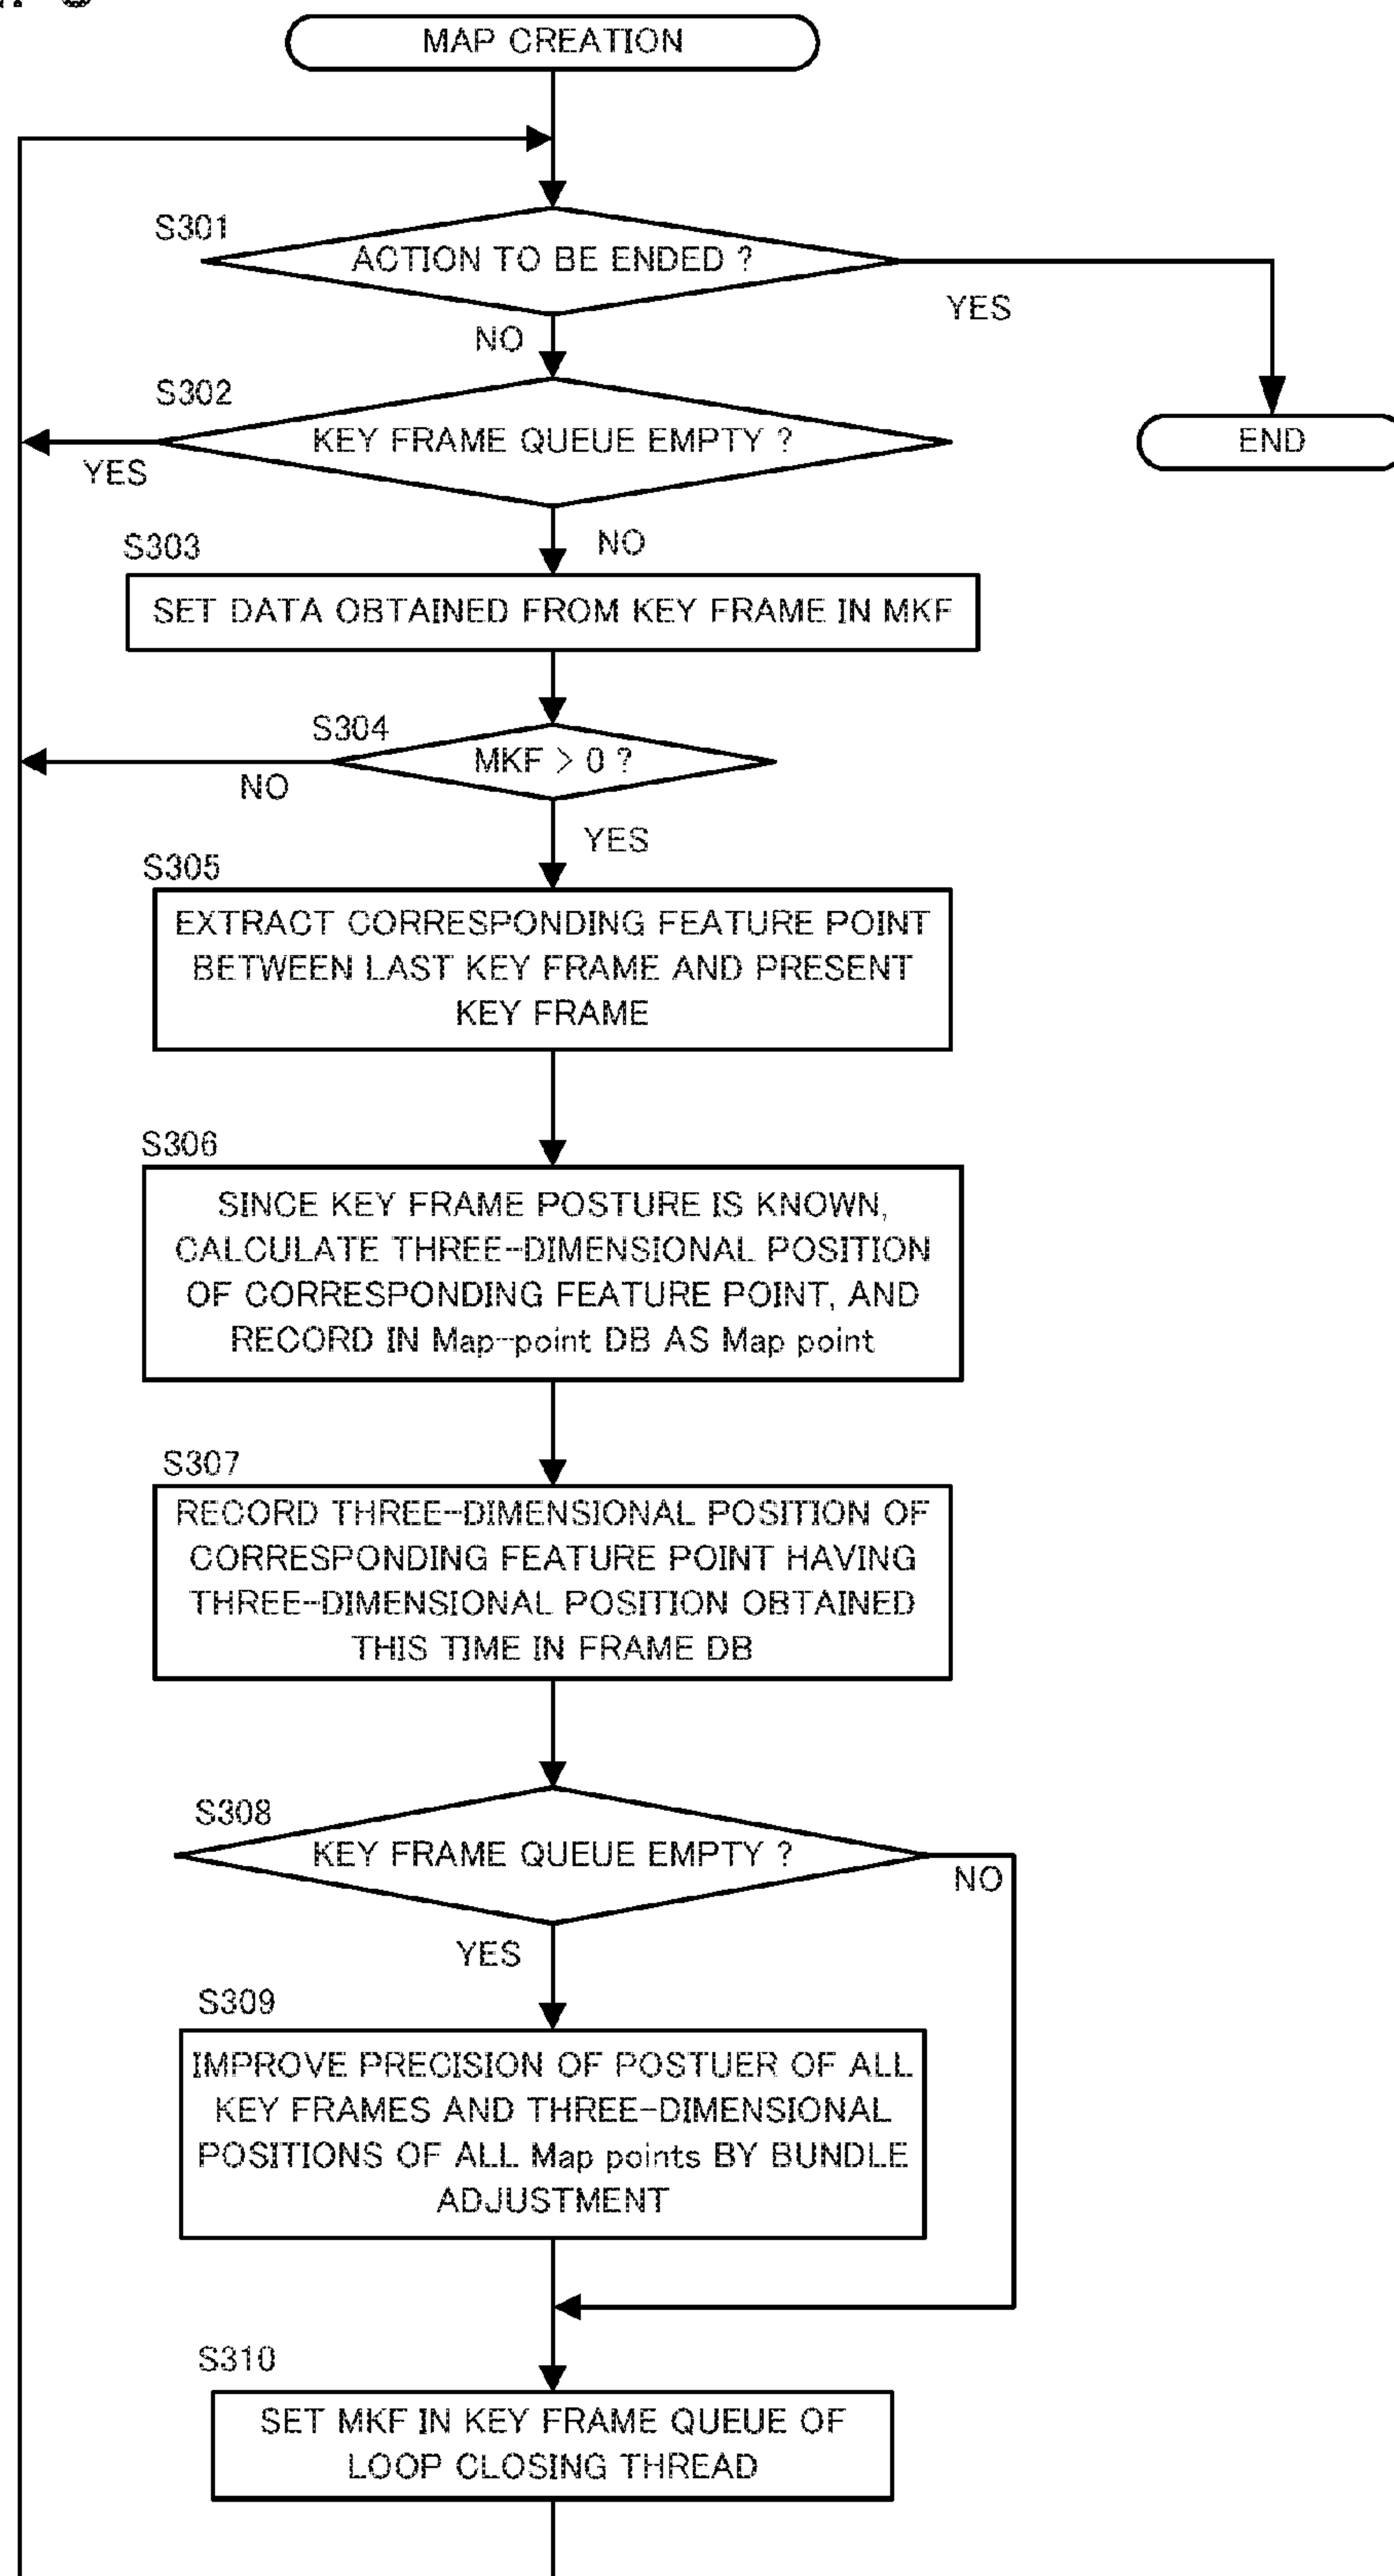 MAP CREATION
S301
ACTION TO BE ENDED ?
YES
NO
S302
KEY FRAME QUEUE EMPTY ?
END
YES
NO
S303
SET DATA OBTAINED FROM KEY FRAME IN MKF
S304
MKF > 0 ?
NO
YES
S305
EXTRACT CORRESPONDING FEATURE POINT
BETWEEN LAST KEY FRAME AND PRESENT
KEY FRAME
S306
SINCE KEY FRAME POSTURE IS KNOWN,
CALCULATE THREE-DIMENSIONAL POSITION
OF CORRESPONDING FEATURE POINT, AND
RECORD IN Map-point DB AS Map point
S307
RECORD THREE-DIMENSIONAL POSITION OF
CORRESPONDING FEATURE POINT HAVING
THREE-DIMENSIONAL POSITION OBTAINED
THIS TIME IN FRAME DB
S308
KEY FRAME QUEUE EMPTY ?
NO
YES
S309
IMPROVE PRECISION OF POSTUER OF ALL
KEY FRAMES AND THREE-DIMENSIONAL
POSITIONS OF ALL Map points BY BUNDLE
ADJUSTMENT
S310
SET MKF IN KEY FRAME QUEUE OF
LOOP CLOSING THREAD